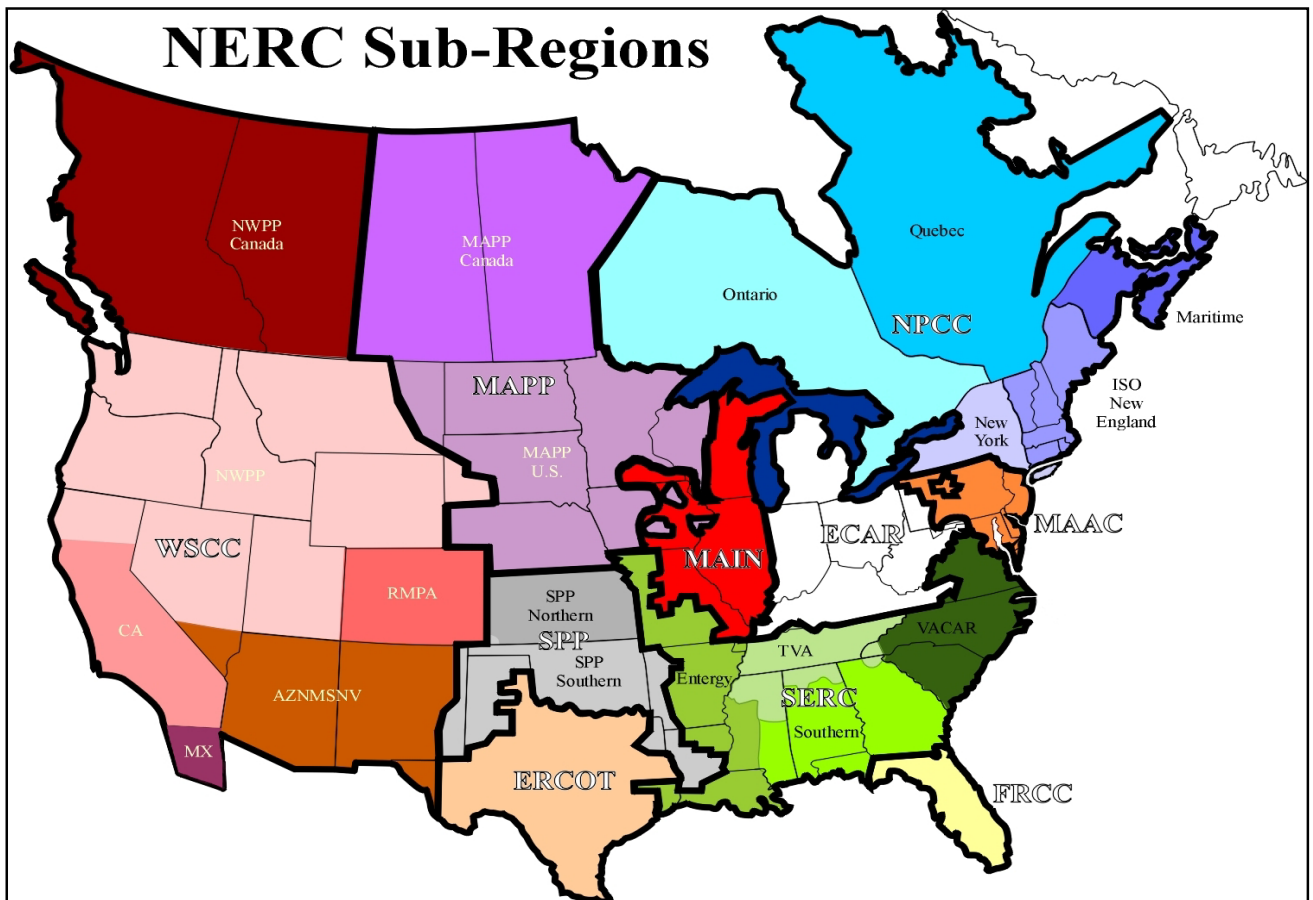 NERC Sub-Regions
NWPP
Canada
MAPP
Canada
Ontario
Quebec
NPCC
Maritime
MAPP
ISO
New
England
New
York
NWPP
MAPP
U.S.
WSCC
MAIN
ECAR
MAAC
RMPA
SPP
Northern
SPP
SPP
Southern
CA
VACAR
TVA
Entergy
SERC
Southern
AZNMSNV
MX
ERCOT
FRCC